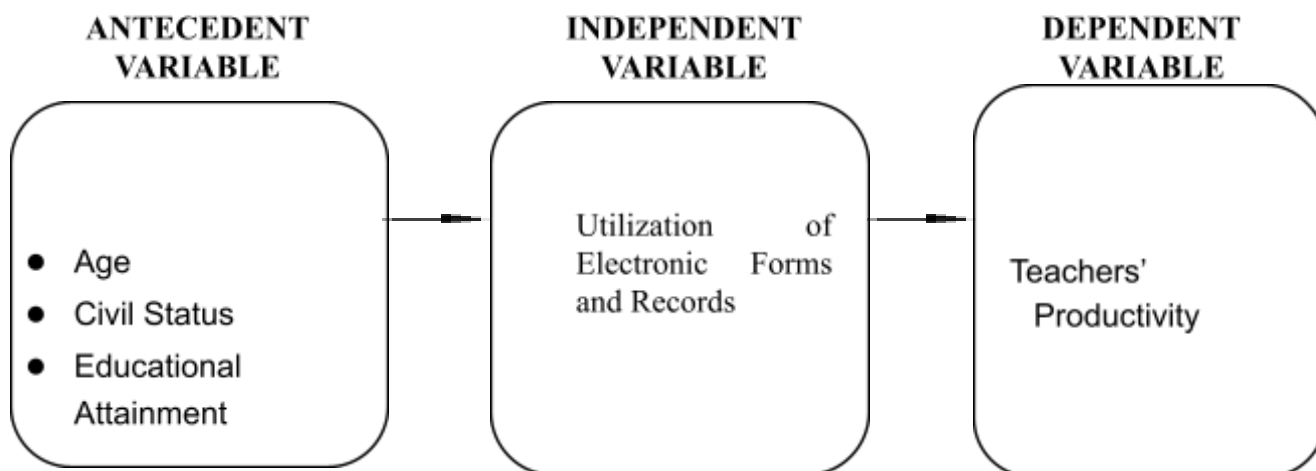 ANTECEDENT
VARIABLE
● Age
● Civil Status
● Educational
Attainment
INDEPENDENT
VARIABLE
Utilization of
Electronic Forms
and Records
DEPENDENT
VARIABLE
Teachers’
Productivity